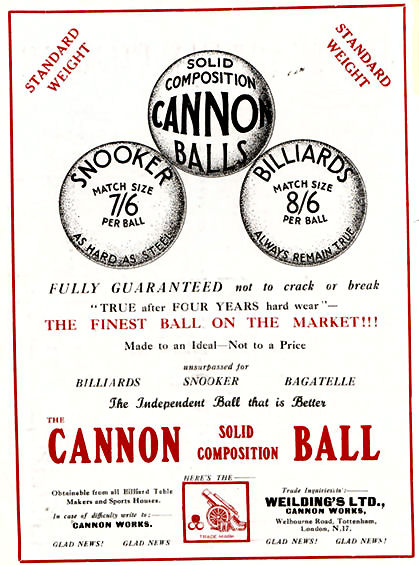 STANDARD WEIGHT
STANDARD WEIGHT
SOLID
COMPOSITION
CANNON
BALLS
SNOOKER
MATCH SIZE
7/6
PER BALL
AS HARD AS STEEL
BILLIARDS
MATCH SIZE
8/6
PER BALL
ALWAYS REMAIN TRUE
FULLY GUARANTEED not to crack or break
"TRUE after FOUR YEARS hard wear"—
THE FINEST BALL ON THE MARKET!!!
Made to an Ideal—Not to a Price
unsurpassed for
BILLIARDS SNOOKER BAGATELLE
The Independent Ball that is Better
THE
CANNON SOLID COMPOSITION BALL
HERE'S THE—
Obtainable from all Billiard Table
Makers and Sports Houses.
In case of difficulty write to:—
CANNON WORKS.
TRADE MARK
Trade Inquiries to:—
WEILDING'S LTD.,
CANNON WORKS,
Welbourne Road, Tottenham,
London, N.17.
GLAD NEWS! GLAD NEWS GLAD NEWS! GLAD NEWS!